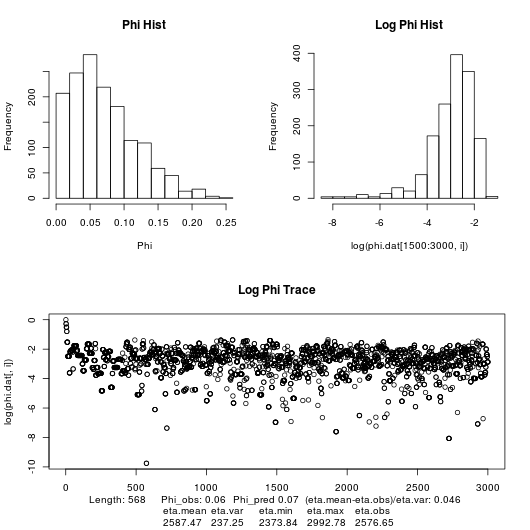 Phi Hist
Log Phi Hist
Frequency
0 50 100 200
0.00 0.05 0.10 0.15 0.20 0.25
Phi
Frequency
0 100 200 300 400
-8 -6 -4 -2
log(phi.dat[1500:3000, i])
Log Phi Trace
log(phi.dat[, i])
0 -2 -4 -6 -8 -10
0 500 1000 1500 2000 2500 3000
Length: 568 Phi_obs: 0.06 Phi_pred 0.07 (eta.mean-eta.obs)/eta.var: 0.046
eta.mean eta.var eta.min eta.max eta.obs
2587.47 237.25 2373.84 2992.78 2576.65